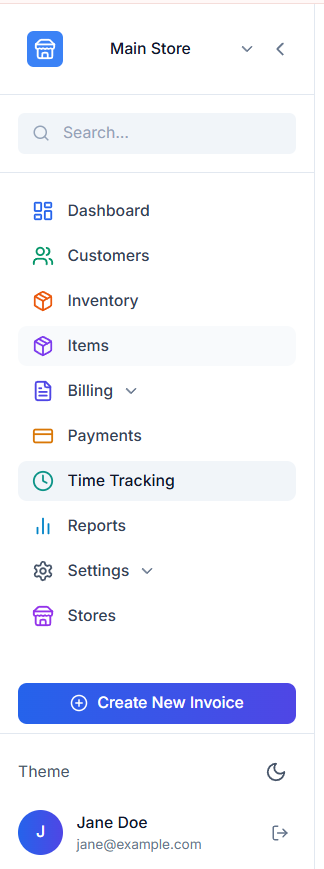 Main Store
Search...
Dashboard
Customers
Inventory
Items
Billing
Payments
Time Tracking
Reports
Settings
Stores
Create New Invoice
Theme
J
Jane Doe
jane@example.com